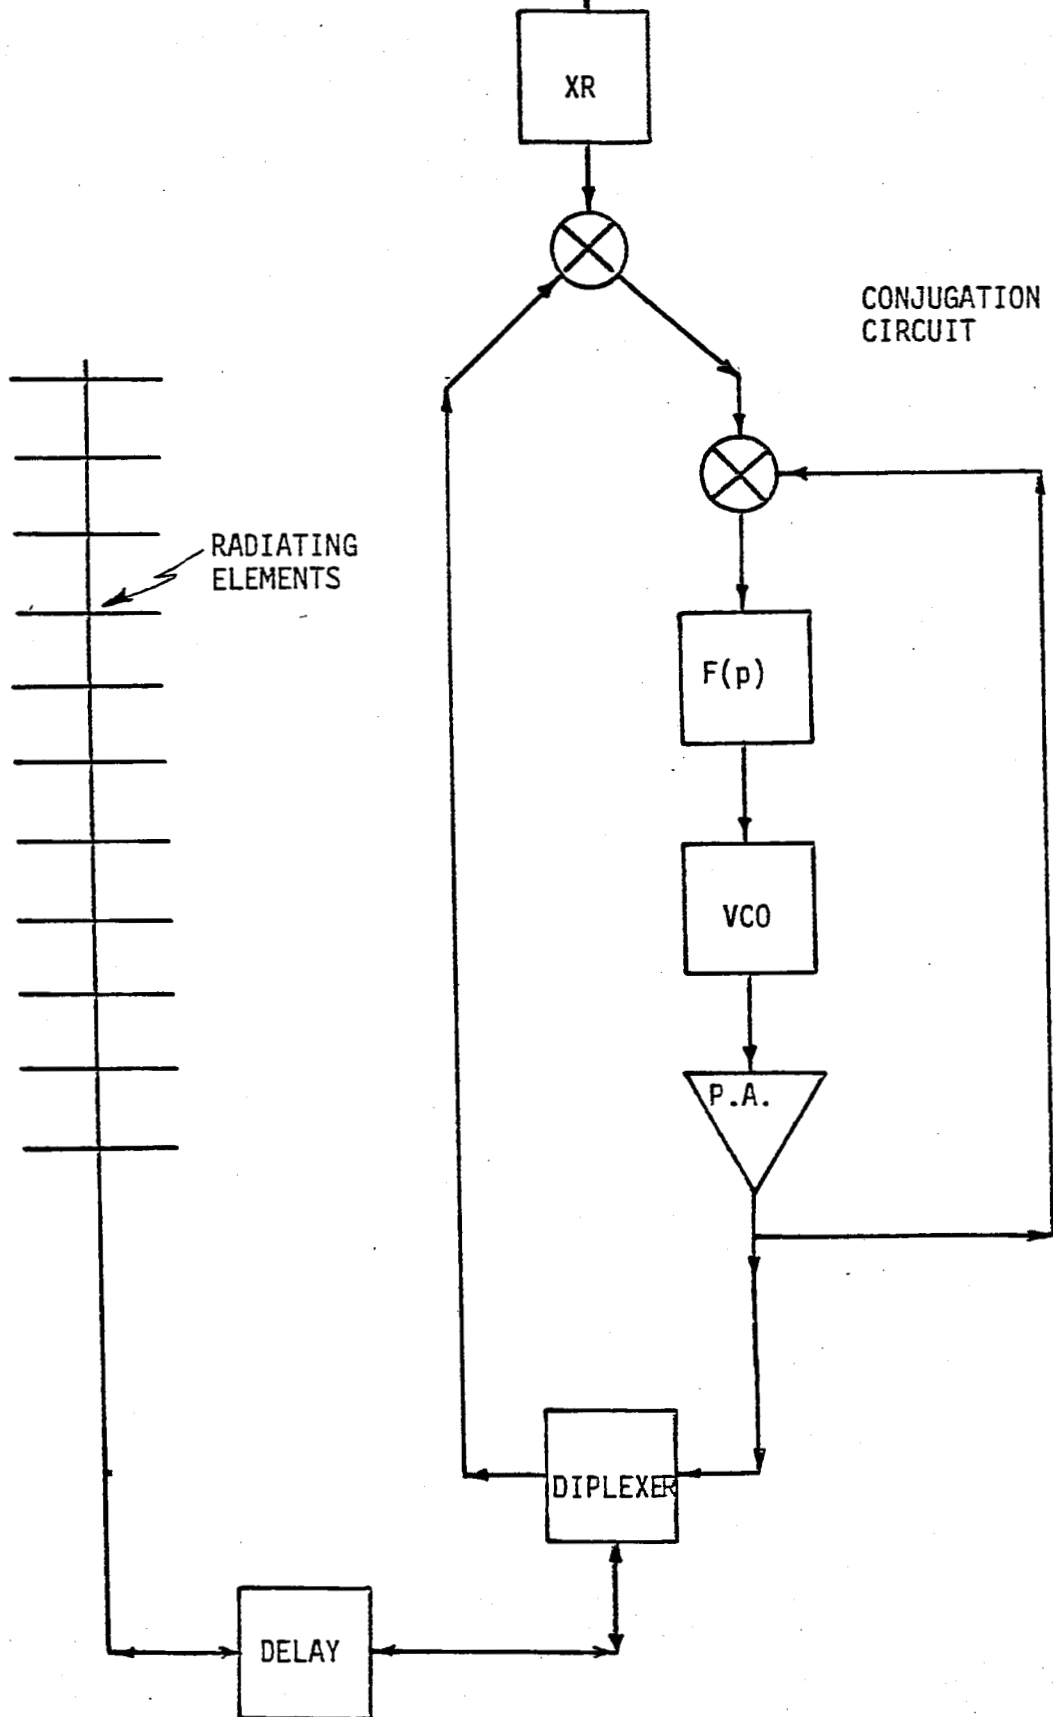 XR
CONJUGATION
CIRCUIT
RADIATING
ELEMENTS
F(p)
VCO
P.A.
DIPLEXER
DELAY